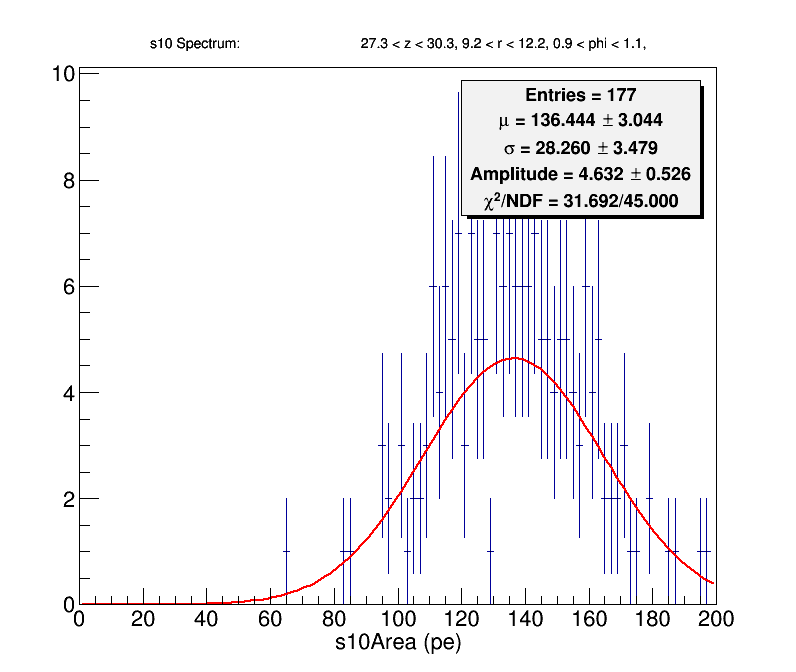 s10 Spectrum: 27.3 < z < 30.3, 9.2 < r < 12.2, 0.9 < phi < 1.1,
Entries = 177
μ = 136.444 ± 3.044
σ = 28.260 ± 3.479
Amplitude = 4.632 ± 0.526
χ²/NDF = 31.692/45.000
10
8
6
4
2
0
0 20 40 60 80 100 120 140 160 180 200
s10Area (pe)